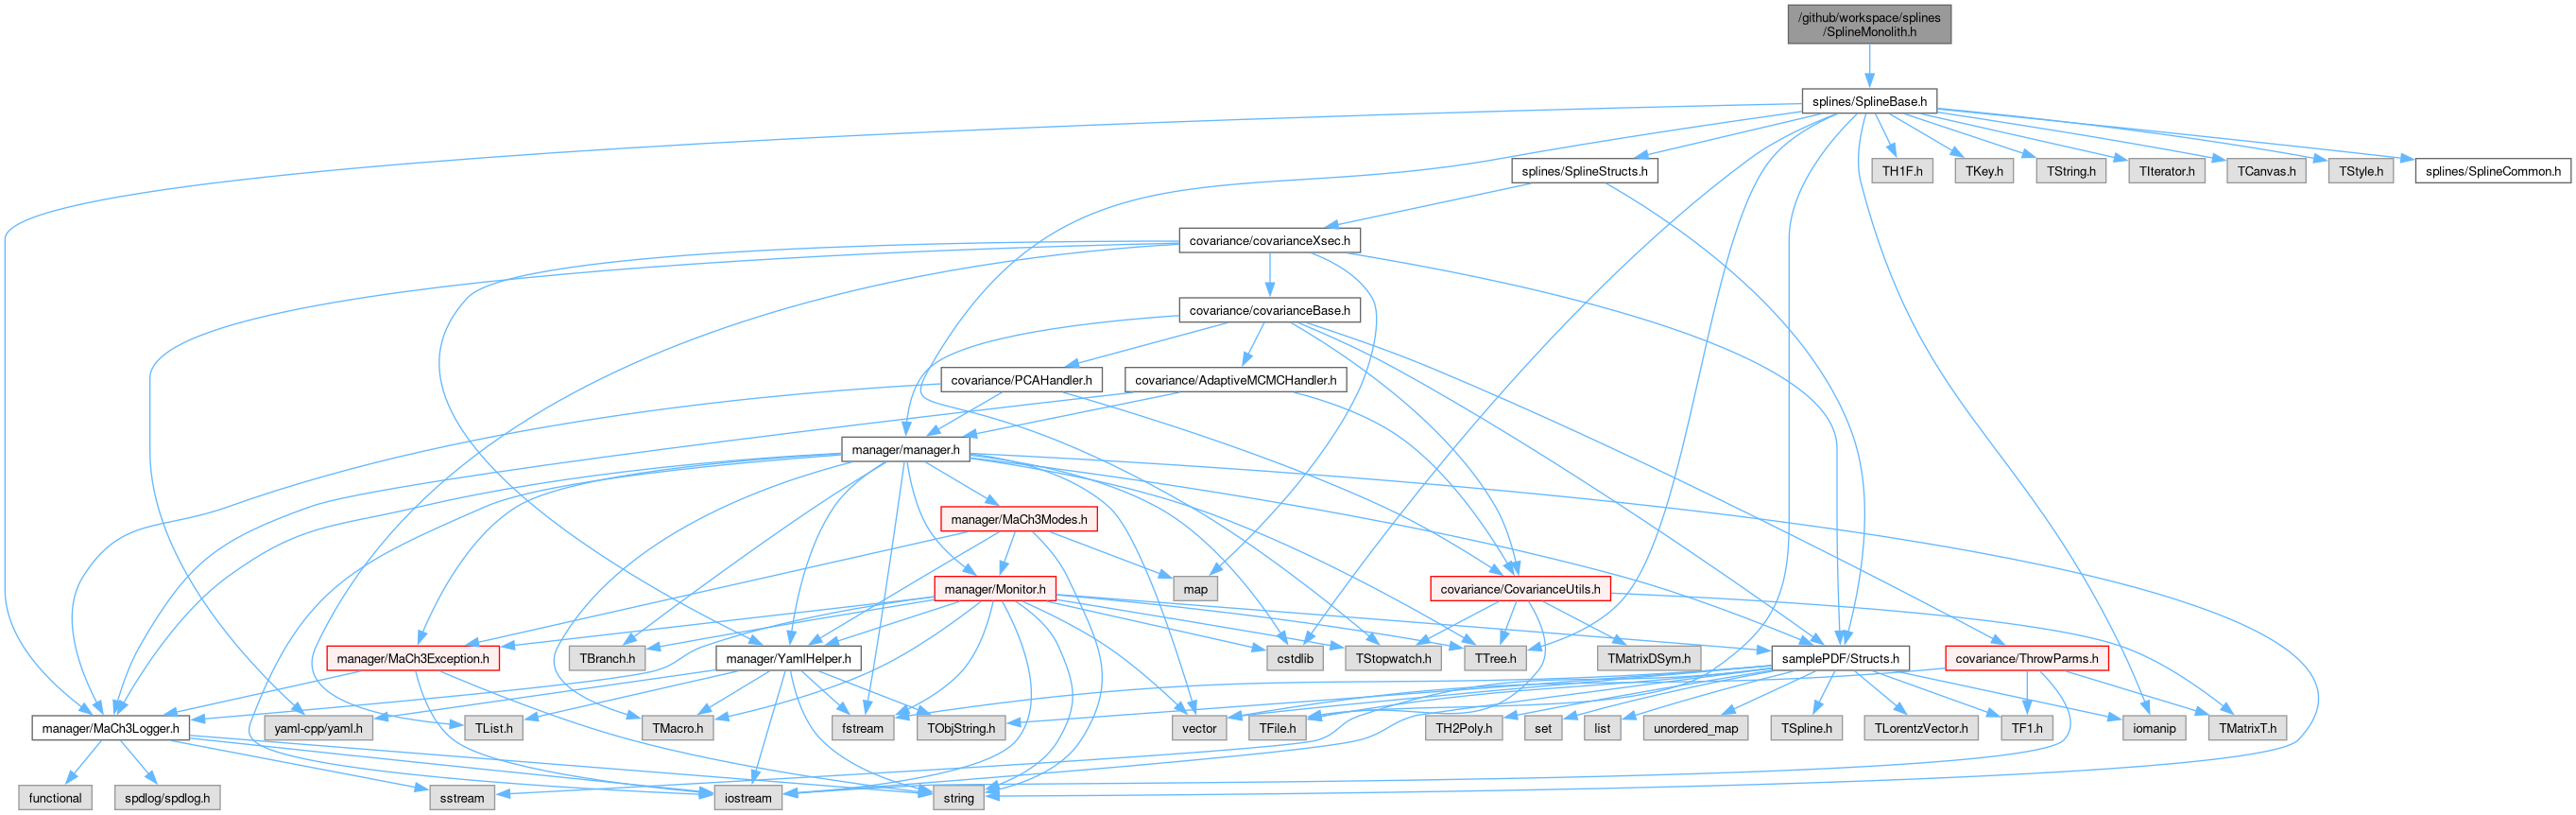 /github/workspace/splines
/SplineMonolith.h
splines/SplineBase.h
splines/SplineStructs.h
TH1F.h
TKey.h
TString.h
TIterator.h
TCanvas.h
TStyle.h
splines/SplineCommon.h
covariance/covarianceXsec.h
covariance/covarianceBase.h
covariance/PCAHandler.h
covariance/AdaptiveMCMCHandler.h
manager/manager.h
manager/MaCh3Modes.h
manager/Monitor.h
map
covariance/CovarianceUtils.h
manager/MaCh3Exception.h
TBranch.h
manager/YamlHelper.h
cstdlib
TStopwatch.h
TTree.h
TMatrixDSym.h
samplePDF/Structs.h
covariance/ThrowParms.h
manager/MaCh3Logger.h
yaml-cpp/yaml.h
TList.h
TMacro.h
fstream
TObjString.h
vector
TFile.h
TH2Poly.h
set
list
unordered_map
TSpline.h
TLorentzVector.h
TF1.h
iomanip
TMatrixT.h
functional
spdlog/spdlog.h
sstream
iostream
string